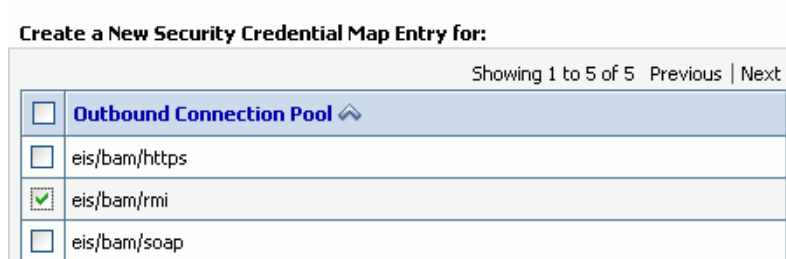 Create a New Security Credential Map Entry for:
Showing 1 to 5 of 5 Previous | Next
Outbound Connection Pool
eis/bam/https
eis/bam/rmi
eis/bam/soap